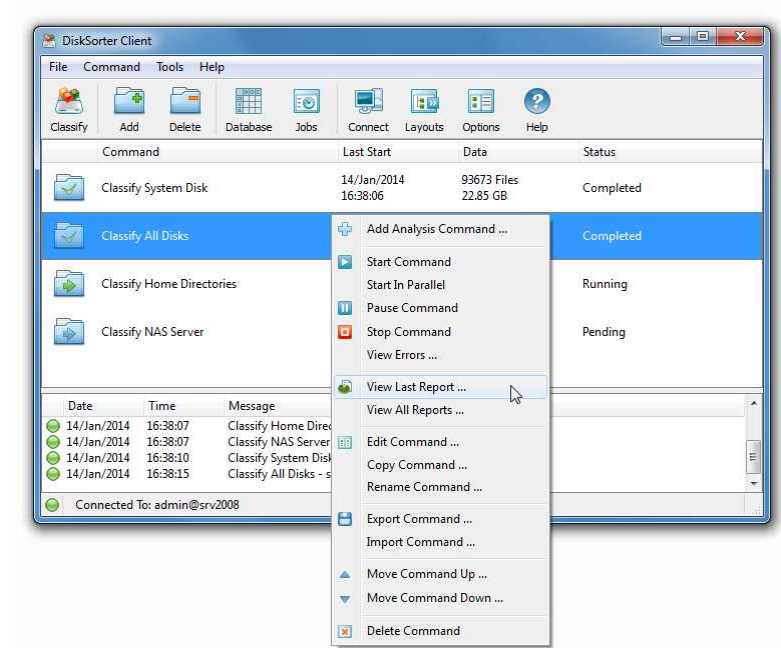 DiskSorter Client
File Command Tools Help
Classify Add Delete Database Jobs Connect Layouts Options Help
Command Last Start Data Status
Classify System Disk 14/Jan/2014 16:38:06 93673 Files 22.85 GB Completed
Classify All Disks Completed
Classify Home Directories Running
Classify NAS Server Pending
Add Analysis Command ...
Start Command
Start In Parallel
Pause Command
Stop Command
View Errors ...
View Last Report ...
View All Reports ...
Edit Command ...
Copy Command ...
Rename Command ...
Export Command ...
Import Command ...
Move Command Up ...
Move Command Down ...
Delete Command
Date Time Message
14/Jan/2014 16:38:07 Classify Home Direc
14/Jan/2014 16:38:07 Classify NAS Server
14/Jan/2014 16:38:10 Classify System Disk
14/Jan/2014 16:38:15 Classify All Disks - s
Connected To: admin@srv2008